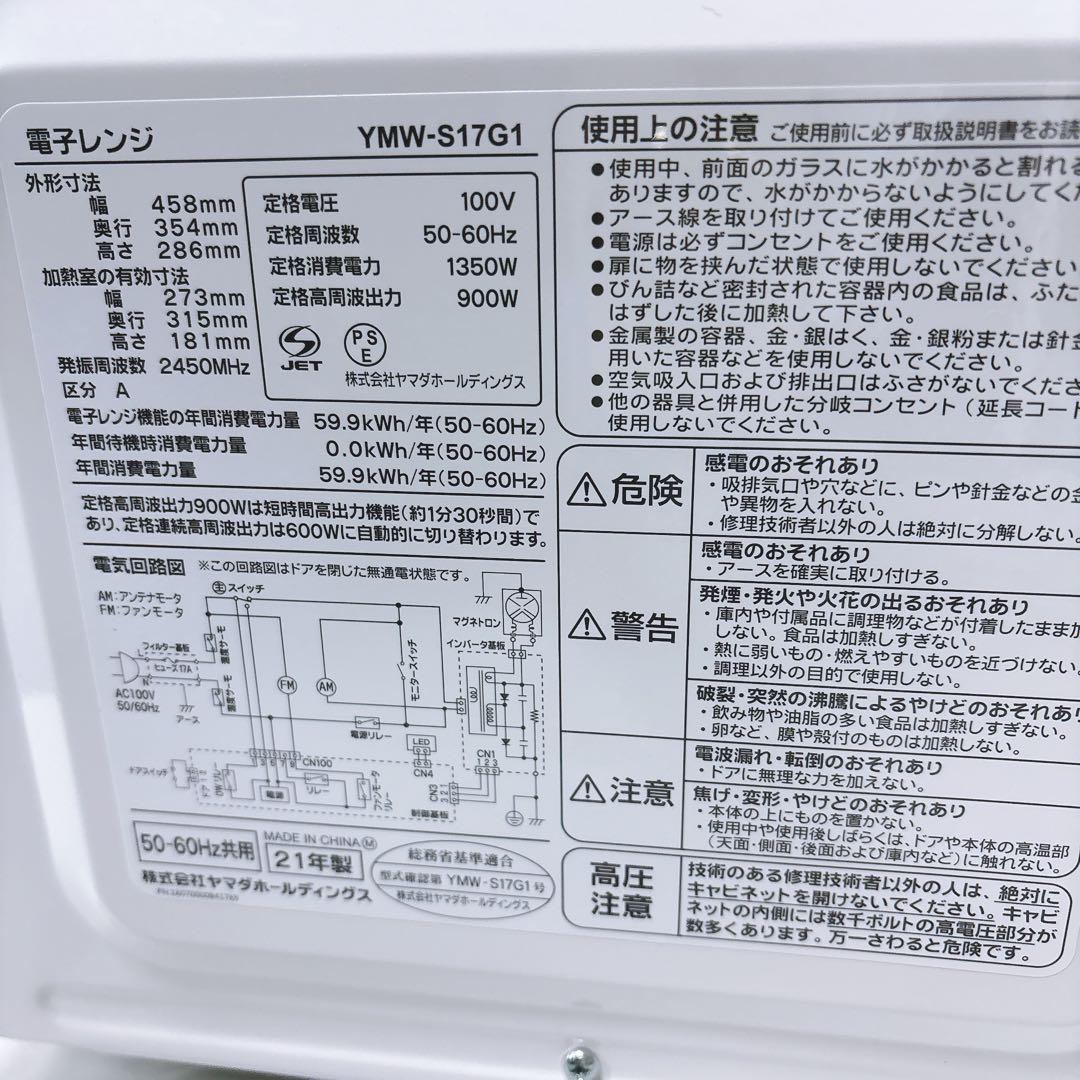 電子レンジ YMW-S17G1
外形寸法
幅 458mm
奥行 354mm
高さ 286mm
加熱室の有効寸法
幅 273mm
奥行 315mm
高さ 181mm
発振周波数 2450MHz
区分 A
定格電圧 100V
定格周波数 50-60Hz
定格消費電力 1350W
定格高周波出力 900W
JET
PSE
株式会社ヤマダホールディングス
電子レンジ機能の年間消費電力量 59.9kWh/年(50-60Hz)
年間待機時消費電力量 0.0kWh/年(50-60Hz)
年間消費電力量 59.9kWh/年(50-60Hz)
定格高周波出力900Wは短時間高出力機能(約1分30秒間)で
あり、定格連続高周波出力は600Wに自動的に切り替わります。
電気回路図 ※この回路図はドアを閉じた無通電状態です。
AM:アンテナモータ
FM:ファンモータ
主スイッチ
マグネトロン
インバータ基板
フィルター基板
L
ヒューズ17A
N
AC100V
50/60Hz
アース
FM
AM
モニタースイッチ
電源リレー
LED
CN4
CN1
1 2 3
CN100
ドアスイッチ
電源
リレー
ファンモータ
リレー
CN3
3 2 1
制御基板
50-60Hz共用
MADE IN CHINA M
21年製
株式会社ヤマダホールディングス
総務省基準適合
型式確認第 YMW-S17G1号
株式会社ヤマダホールディングス
使用上の注意 ご使用前に必ず取扱説明書をお読
●使用中、前面のガラスに水がかかると割れる
ありますので、水がかからないようにしてくだ
●アース線を取り付けてご使用ください。
●電源は必ずコンセントをご使用ください。
●扉に物を挟んだ状態で使用しないでください
●びん詰など密封された容器内の食品は、ふた
はずした後に加熱して下さい。
●金属製の容器、金・銀はく、金・銀粉または針金
用いた容器などを使用しないでください。
●空気吸入口および排出口はふさがないでくださ
●他の器具と併用した分岐コンセント(延長コード
使用しないでください。
危険
感電のおそれあり
・吸排気口や穴などに、ピンや針金などの金
や異物を入れない。
・修理技術者以外の人は絶対に分解しない。
警告
感電のおそれあり
・アースを確実に取り付ける。
発煙・発火や火花の出るおそれあり
・庫内や付属品に調理物などが付着したまま加
しない。食品は加熱しすぎない。
・熱に弱いもの・燃えやすいものを近づけない。
・調理以外の目的で使用しない。
破裂・突然の沸騰によるやけどのおそれあり
・飲み物や油脂の多い食品は加熱しすぎない。
・卵など、膜や殻付のものは加熱しない。
注意
電波漏れ・転倒のおそれあり
・ドアに無理な力を加えない。
焦げ・変形・やけどのおそれあり
・本体の上にものを置かない。
・使用中や使用後しばらくは、ドアや本体の高温部
(天面・側面・後面および庫内など)に触れない。
高圧
注意
技術のある修理技術者以外の人は、絶対に
キャビネットを開けないでください。キャビ
ネットの内側には数千ボルトの高電圧部分が
数多くあります。万一さわると危険です。